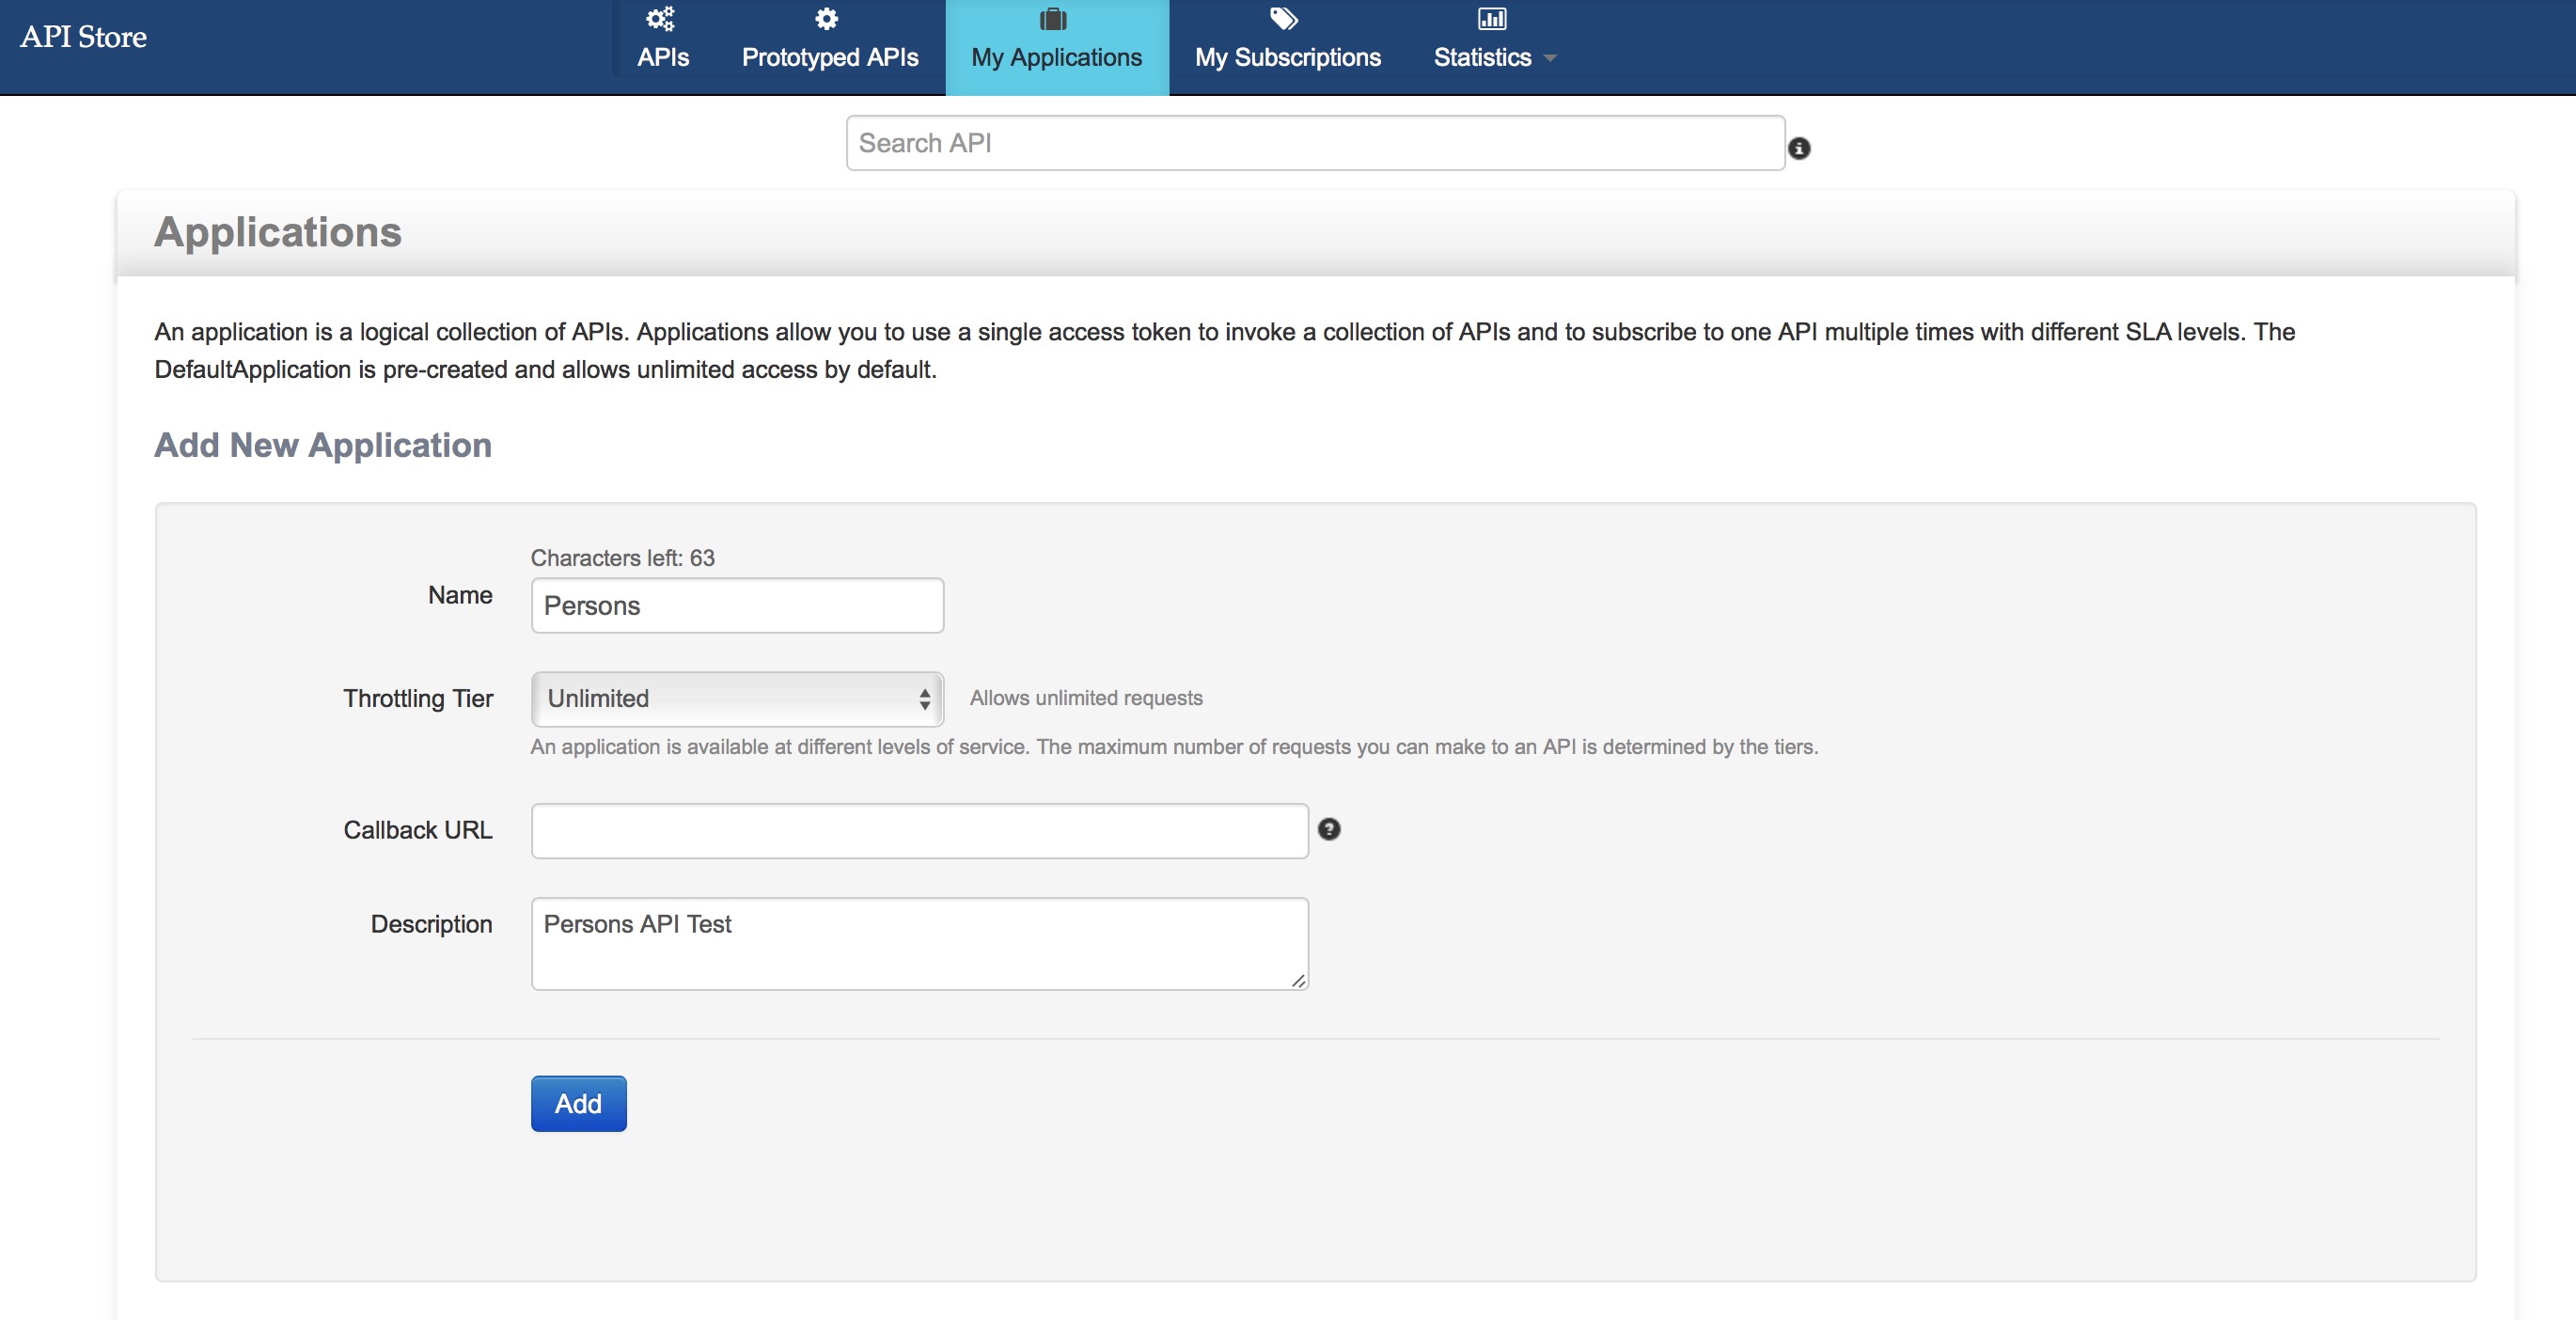 API Store
APIs
Prototyped APIs
My Applications
My Subscriptions
Statistics
Search API
Applications
An application is a logical collection of APIs. Applications allow you to use a single access token to invoke a collection of APIs and to subscribe to one API multiple times with different SLA levels. The
DefaultApplication is pre-created and allows unlimited access by default.
Add New Application
Characters left: 63
Name
Persons
Throttling Tier
Unlimited
Allows unlimited requests
An application is available at different levels of service. The maximum number of requests you can make to an API is determined by the tiers.
Callback URL
Description
Persons API Test
Add